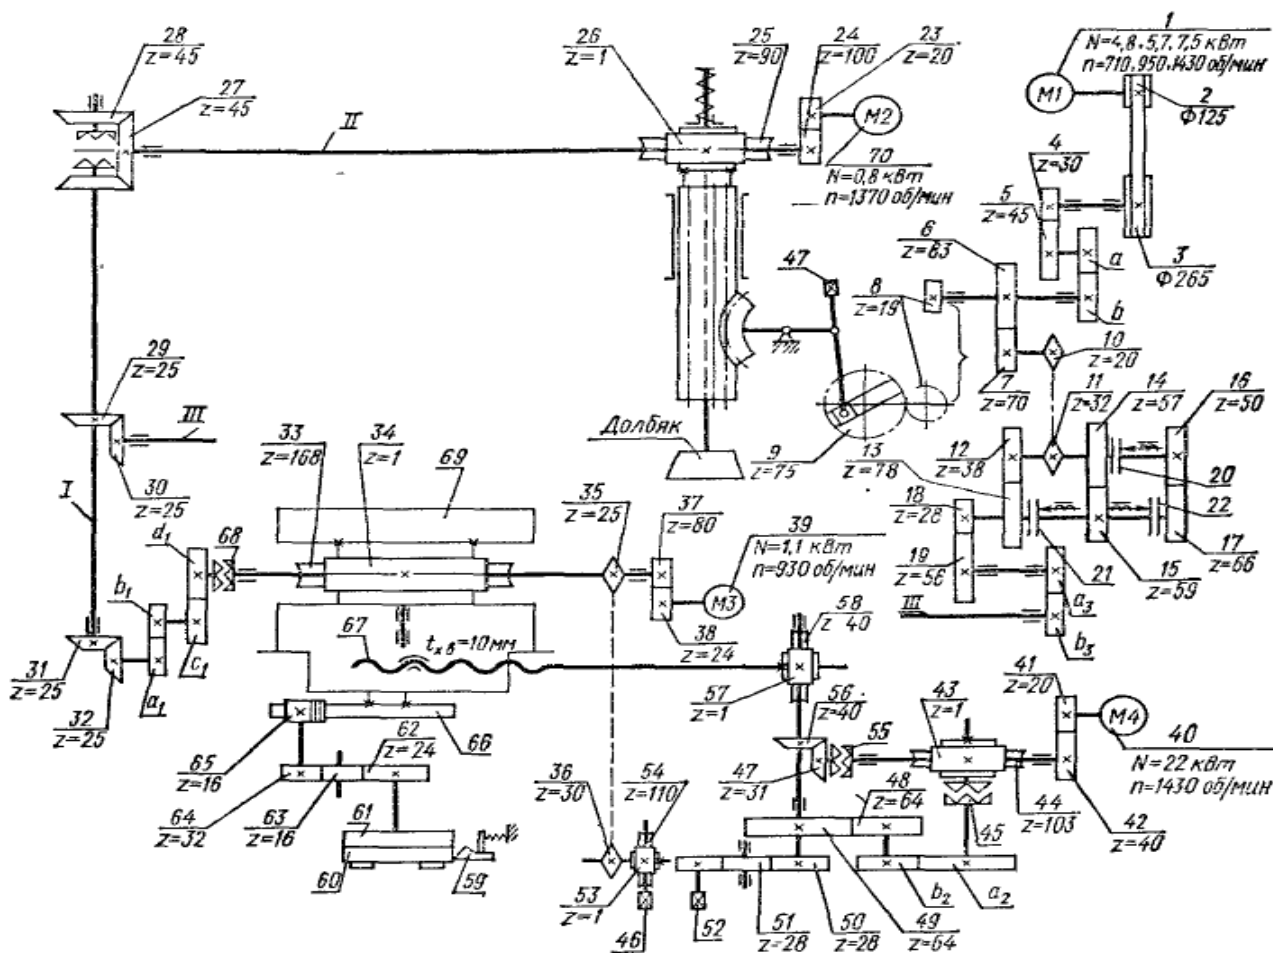 1
N=4,8·5,7·7,5 кВт
n=710·950·1430 об/мин
М1
2
Ф125
3
Ф265
4
z=30
5
z=45
a
b
6
z=83
7
z=70
8
z=19
9
z=75
10
z=20
11
z=32
12
z=38
13
z=78
14
z=57
15
z=59
16
z=50
17
z=66
18
z=28
19
z=56
20
21
22
a3
b3
III
23
z=20
24
z=100
25
z=90
26
z=1
М2
70
N=0,8 кВт
n=1370 об/мин
II
28
z=45
27
z=45
47
Долбяк
29
z=25
III
30
z=25
I
31
z=25
32
z=25
a1
b1
c1
d1
68
33
z=168
34
z=1
69
35
z=25
37
z=80
39
N=1,1 кВт
n=930 об/мин
М3
38
z=24
67
tхв=10мм
58
z 40
57
z=1
56
z=40
55
47
z=31
43
z=1
41
z=20
М4
40
N=22 кВт
n=1430 об/мин
42
z=40
44
z=103
45
48
z=64
49
z=64
50
z=28
51
z=28
52
b2
a2
36
z=30
54
z=110
53
z=1
46
65
z=16
66
62
z=24
64
z=32
63
z=16
61
60
59